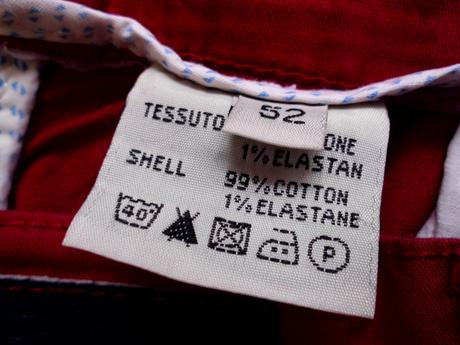 52
TESSUTO ONE
1% ELASTAN
SHELL 99% COTTON
1% ELASTANE
40 P